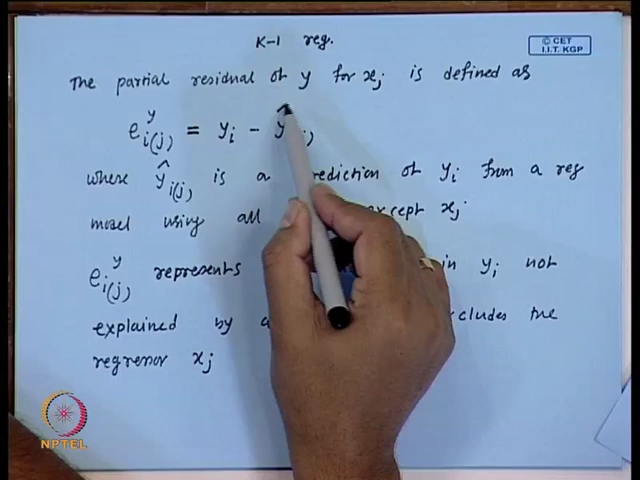 K-1 reg.
© CET
I.I.T. KGP
The partial residual of y for xj is defined as
e^y_i(j) = yi - ŷ
where ŷi(j) is a prediction of yi from a reg
model using all except xj
e^y_i(j) represents in yi not
explained by the
regressor xj
NPTEL